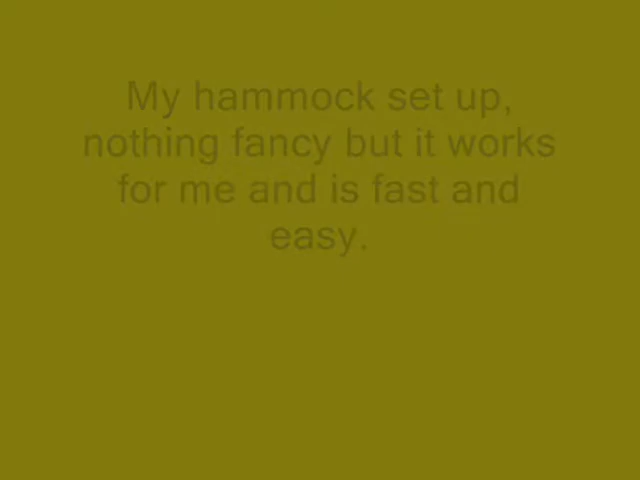 My hammock set up,
nothing fancy but it works
for me and is fast and
easy.